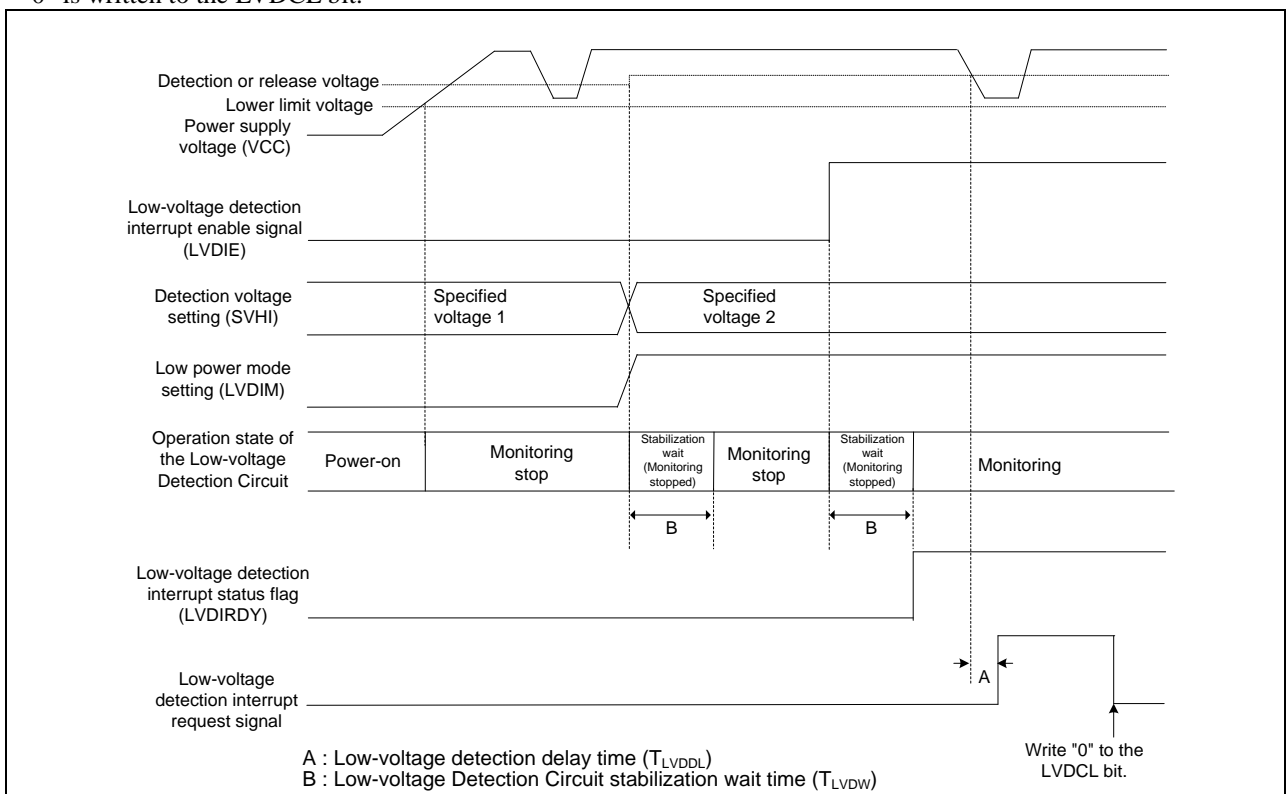 "0" is written to the LVDCL bit.
Detection or release voltage
Lower limit voltage
Power supply
voltage (VCC)
Low-voltage detection
interrupt enable signal
(LVDIE)
Detection voltage
setting (SVHI)
Specified
voltage 1
Specified
voltage 2
Low power mode
setting (LVDIM)
Operation state of
the Low-voltage
Detection Circuit
Power-on
Monitoring
stop
Stabilization
wait
(Monitoring
stopped)
Monitoring
stop
Stabilization
wait
(Monitoring
stopped)
Monitoring
B
B
Low-voltage detection
interrupt status flag
(LVDIRDY)
A
Low-voltage
detection interrupt
request signal
Write "0" to the
LVDCL bit.
A : Low-voltage detection delay time (TLVDDL)
B : Low-voltage Detection Circuit stabilization wait time (TLVDW)